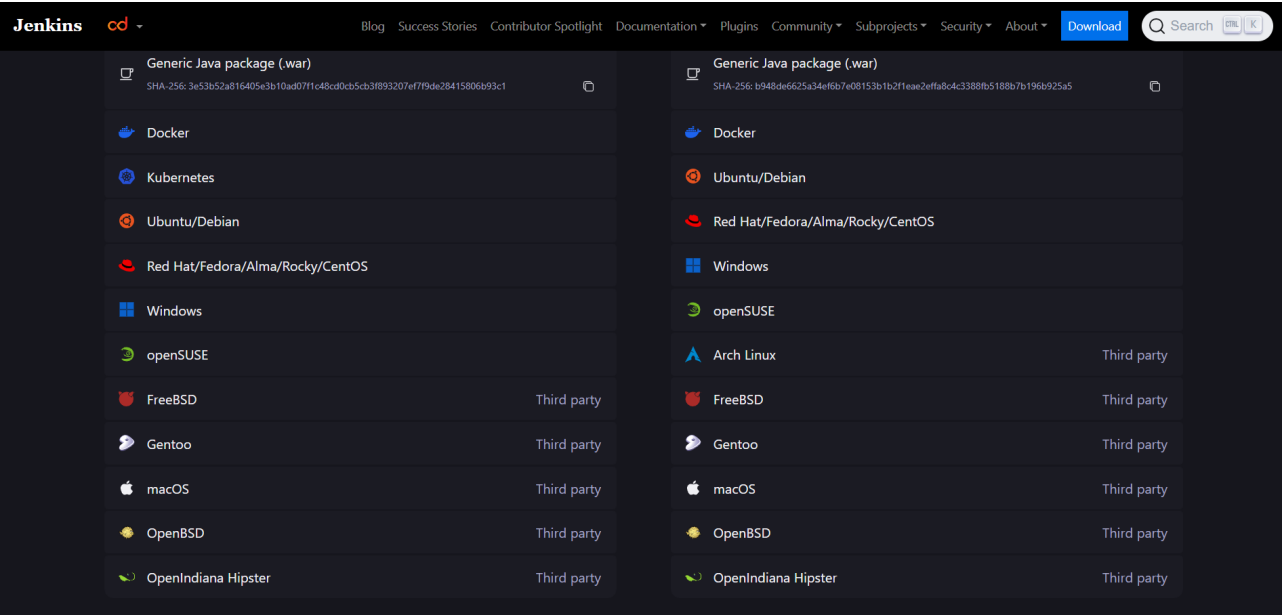 Jenkins cd Blog Success Stories Contributor Spotlight Documentation Plugins Community Subprojects Security About Download Search CTRL K
Generic Java package (.war)
SHA-256: 3e53b52a816405e3b10ad07f1c48cd0cb5cb3f893207ef7f9de28415806b93c1
Docker
Kubernetes
Ubuntu/Debian
Red Hat/Fedora/Alma/Rocky/CentOS
Windows
openSUSE
FreeBSD Third party
Gentoo Third party
macOS Third party
OpenBSD Third party
OpenIndiana Hipster Third party
Generic Java package (.war)
SHA-256: b948de6625a34ef6b7e08153b1b2f1eae2effa8c4c3388fb5188b7b196b925a5
Docker
Ubuntu/Debian
Red Hat/Fedora/Alma/Rocky/CentOS
Windows
openSUSE
Arch Linux Third party
FreeBSD Third party
Gentoo Third party
macOS Third party
OpenBSD Third party
OpenIndiana Hipster Third party